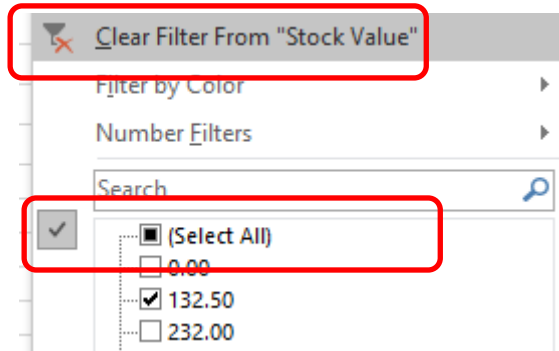 Clear Filter From "Stock Value"
Filter by Color
Number Filters
Search
(Select All)
0.00
132.50
232.00